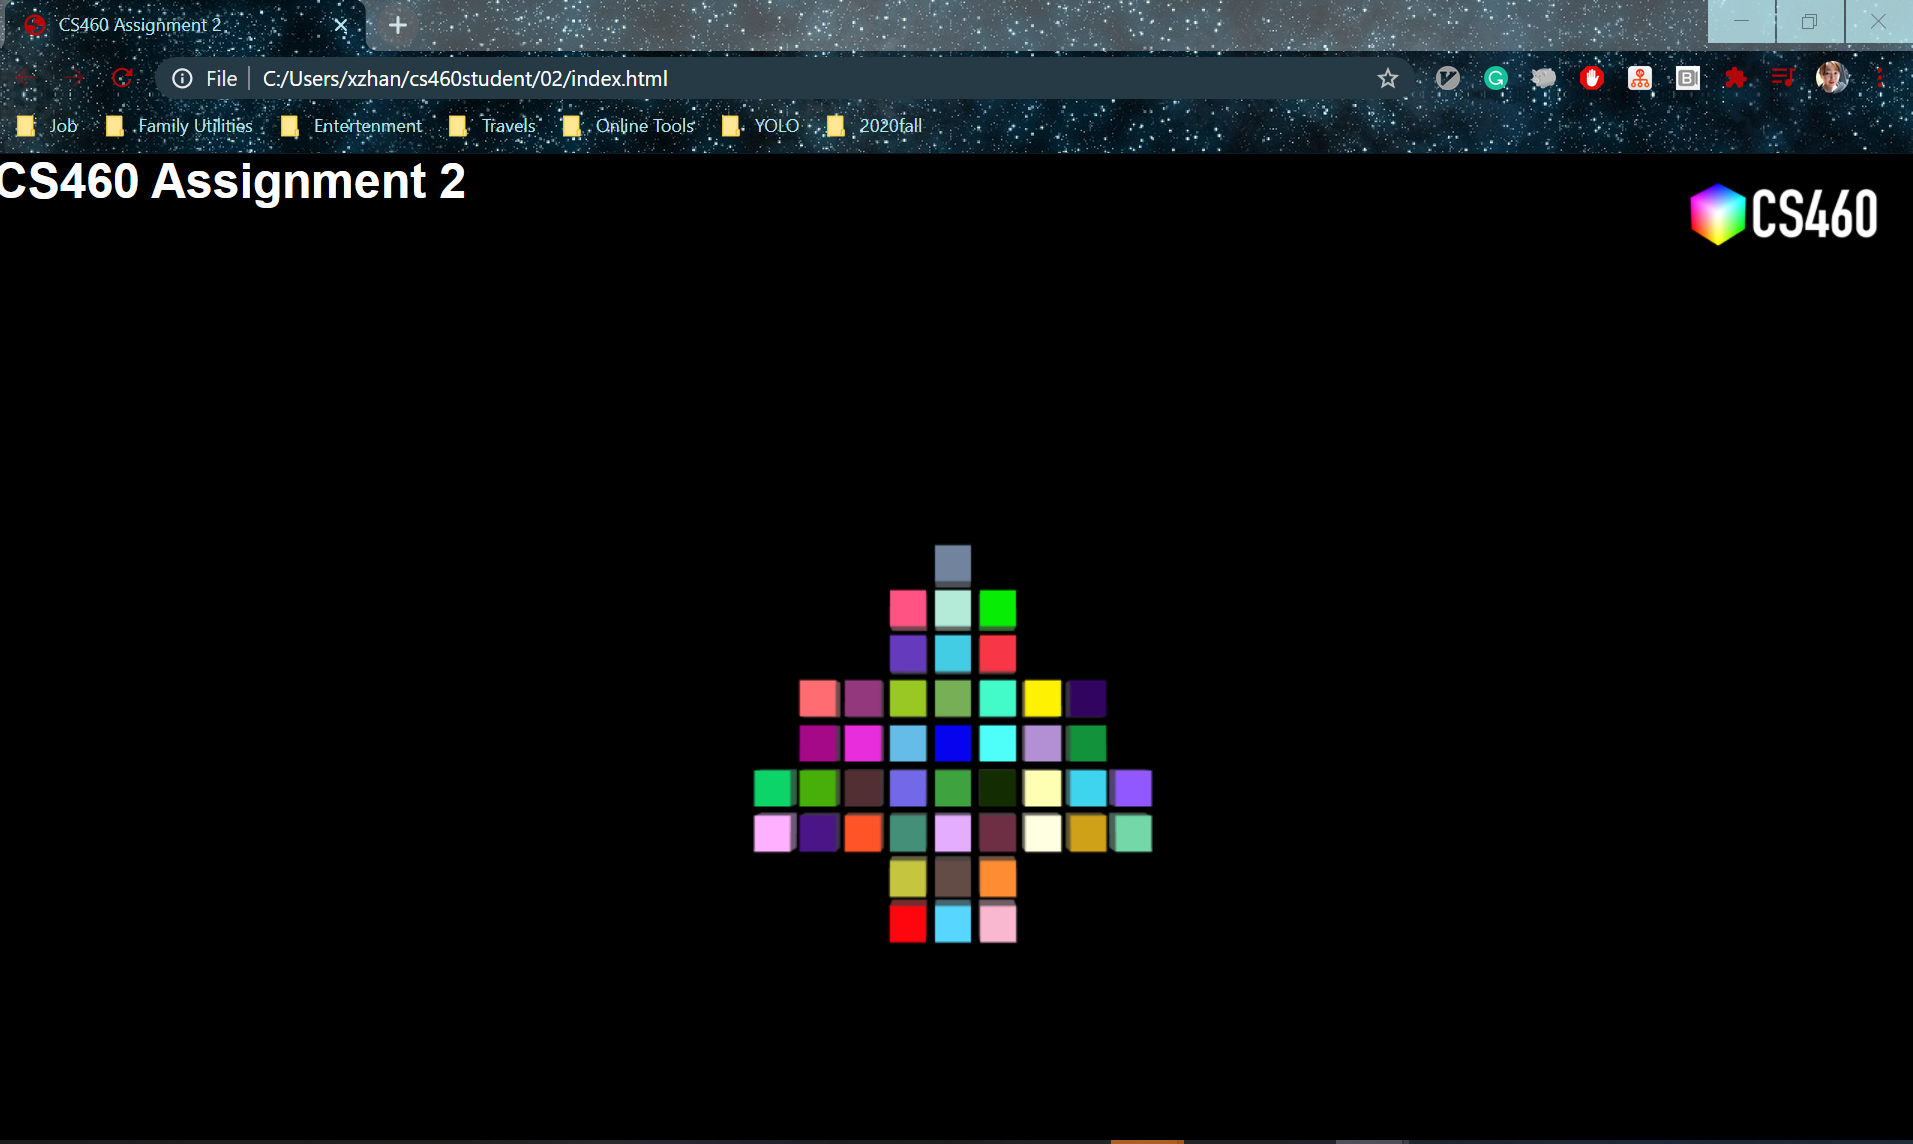 CS460 Assignment 2
File C:/Users/xzhan/cs460student/02/index.html
Job Family Utilities Entertenment Travels Online Tools YOLO 2020fall
CS460 Assignment 2
CS460